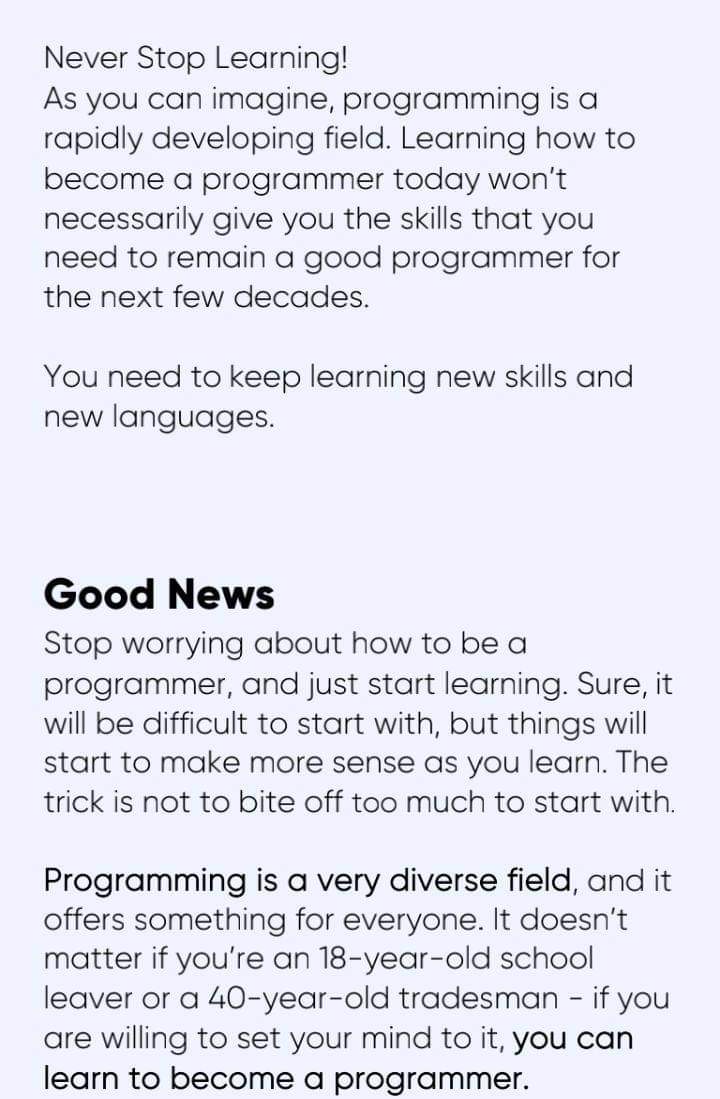 Never Stop Learning!
As you can imagine, programming is a
rapidly developing field. Learning how to
become a programmer today won't
necessarily give you the skills that you
need to remain a good programmer for
the next few decades.
You need to keep learning new skills and
new languages.
Good News
Stop worrying about how to be a
programmer, and just start learning. Sure, it
will be difficult to start with, but things will
start to make more sense as you learn. The
trick is not to bite off too much to start with.
Programming is a very diverse field, and it
offers something for everyone. It doesn't
matter if you're an 18-year-old school
leaver or a 40-year-old tradesman - if you
are willing to set your mind to it, you can
learn to become a programmer.